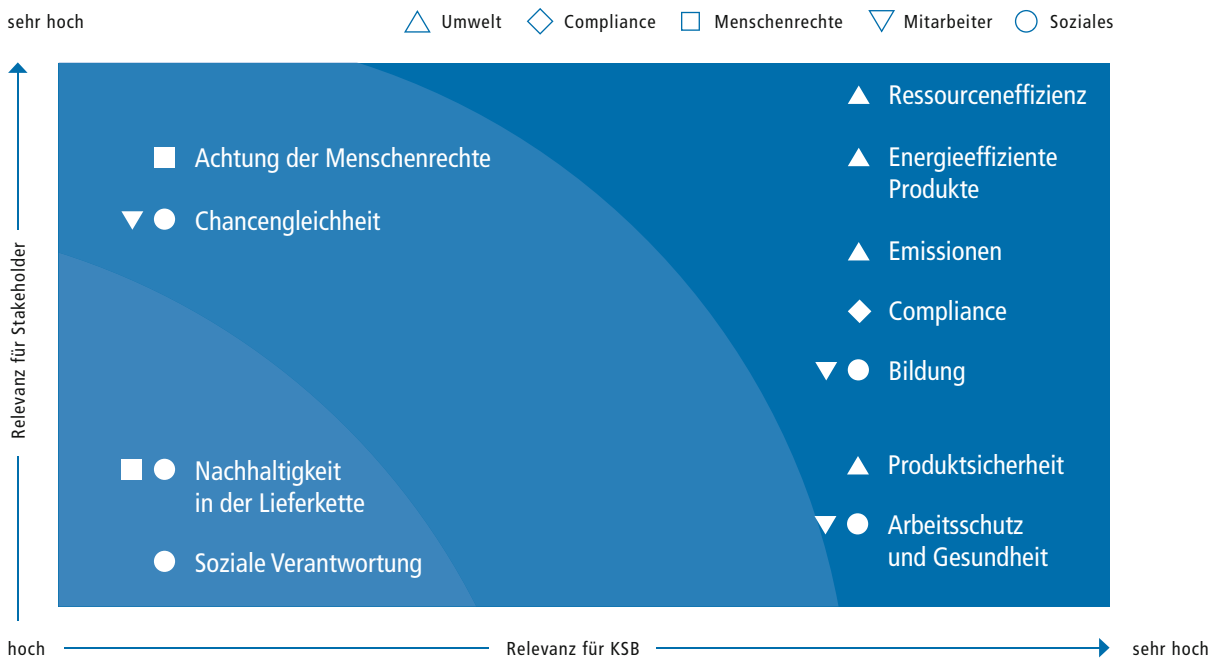 sehr hoch
Umwelt
Compliance
Menschenrechte
Mitarbeiter
Soziales
Relevanz für Stakeholder
Achtung der Menschenrechte
Chancengleichheit
Nachhaltigkeit
in der Lieferkette
Soziale Verantwortung
Ressourceneffizienz
Energieeffiziente
Produkte
Emissionen
Compliance
Bildung
Produktsicherheit
Arbeitsschutz
und Gesundheit
hoch
Relevanz für KSB
sehr hoch